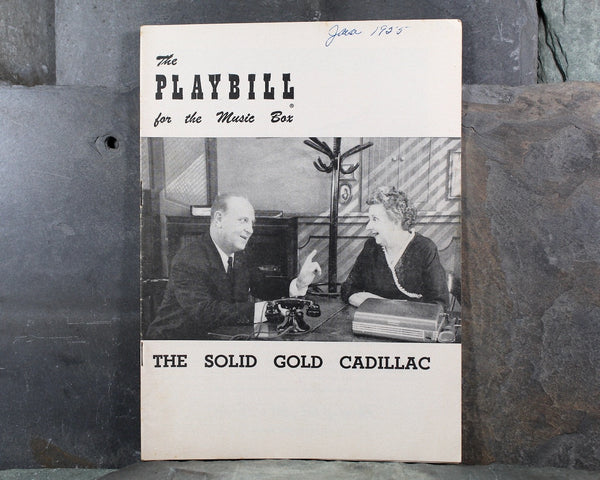 Jan 1955
The
PLAYBILL
®
for the Music Box
THE SOLID GOLD CADILLAC